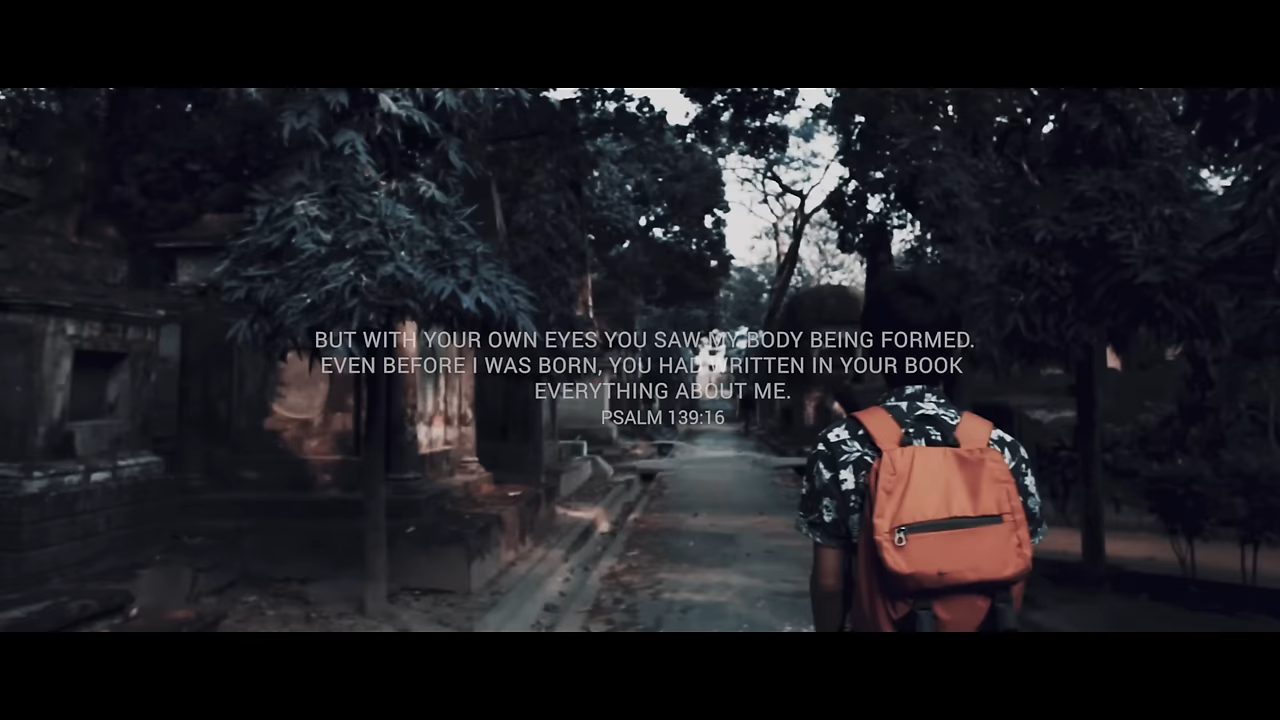 BUT WITH YOUR OWN EYES YOU SAW MY BODY BEING FORMED.
EVEN BEFORE I WAS BORN, YOU HAD WRITTEN IN YOUR BOOK
EVERYTHING ABOUT ME.
PSALM 139:16